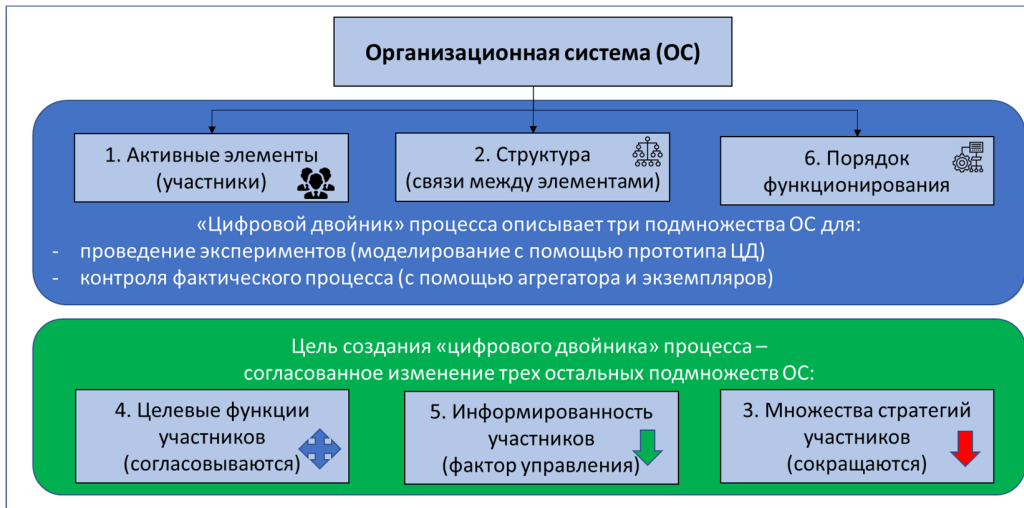 Организационная система (ОС)
1. Активные элементы
(участники)
2. Структура
(связи между элементами)
6. Порядок
функционирования
«Цифровой двойник» процесса описывает три подмножества ОС для:
- проведение экспериментов (моделирование с помощью прототипа ЦД)
- контроля фактического процесса (с помощью агрегатора и экземпляров)
Цель создания «цифрового двойника» процесса –
согласованное изменение трех остальных подмножеств ОС:
4. Целевые функции
участников
(согласовываются)
5. Информированность
участников
(фактор управления)
3. Множества стратегий
участников
(сокращаются)